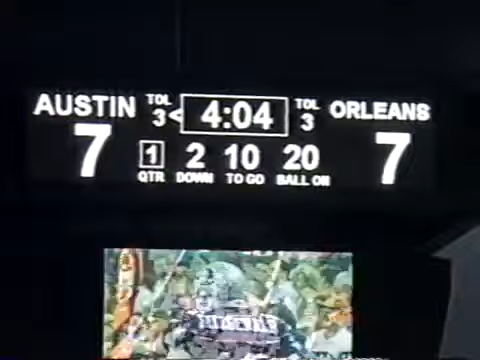 AUSTIN TOL 3< 4:04 TOL 3 ORLEANS
7 1 2 10 20 7
QTR DOWN TO GO BALL ON